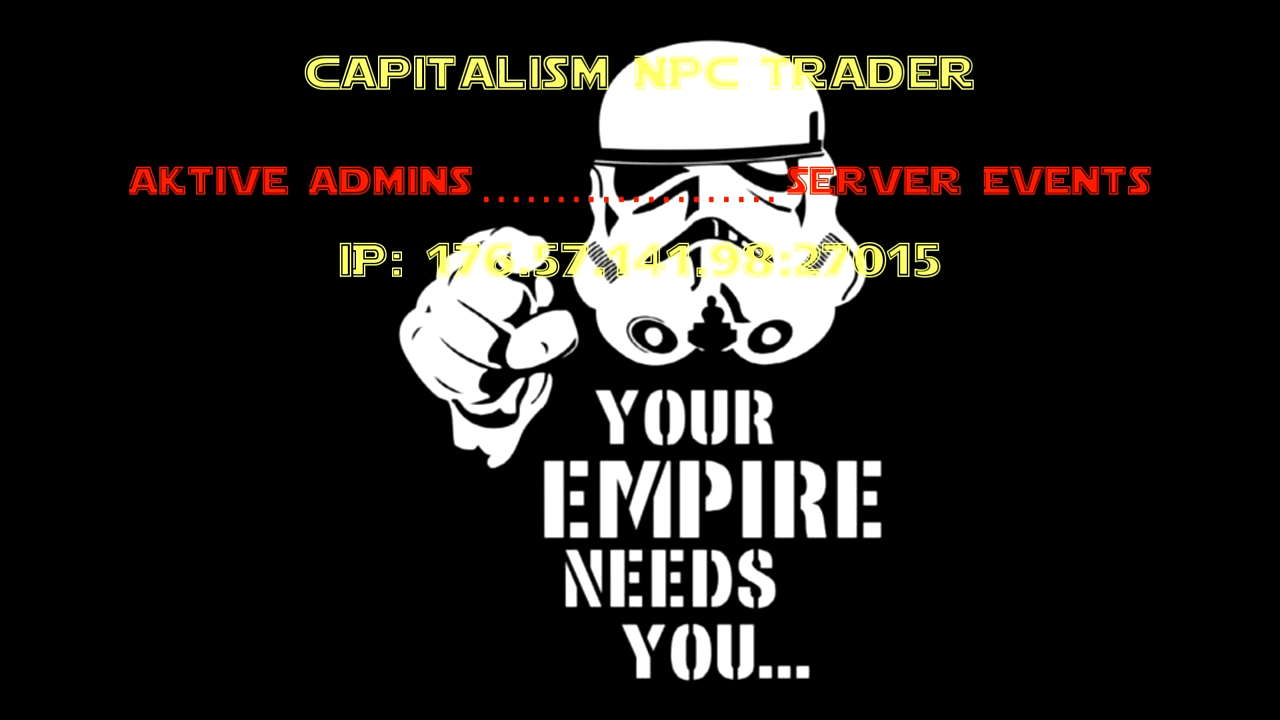 CAPITALISM NPC TRADER
AKTIVE ADMINS ................... SERVER EVENTS
IP: 176.57.141.98:27015
YOUR
EMPIRE
NEEDS
YOU...